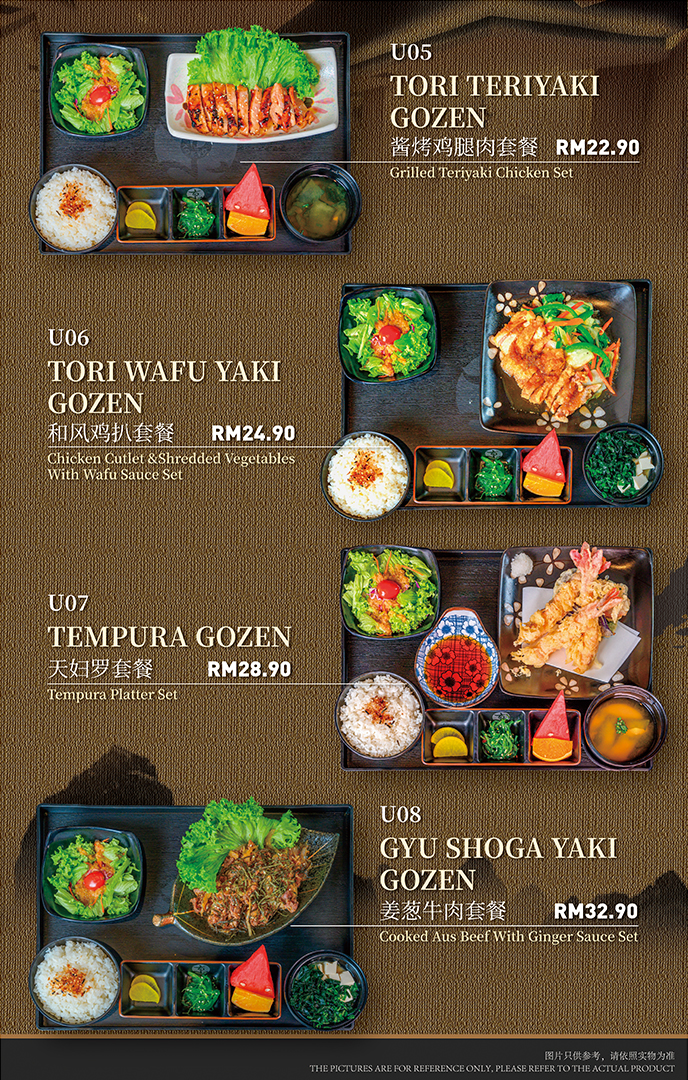 U05
TORI TERIYAKI
GOZEN
酱烤鸡腿肉套餐 RM22.90
Grilled Teriyaki Chicken Set
U06
TORI WAFU YAKI
GOZEN
和风鸡扒套餐 RM24.90
Chicken Cutlet &Shredded Vegetables
With Wafu Sauce Set
U07
TEMPURA GOZEN
天妇罗套餐 RM28.90
Tempura Platter Set
U08
GYU SHOGA YAKI
GOZEN
姜葱牛肉套餐 RM32.90
Cooked Aus Beef With Ginger Sauce Set
图片只供参考，请依照实物为准
THE PICTURES ARE FOR REFERENCE ONLY, PLEASE REFER TO THE ACTUAL PRODUCT